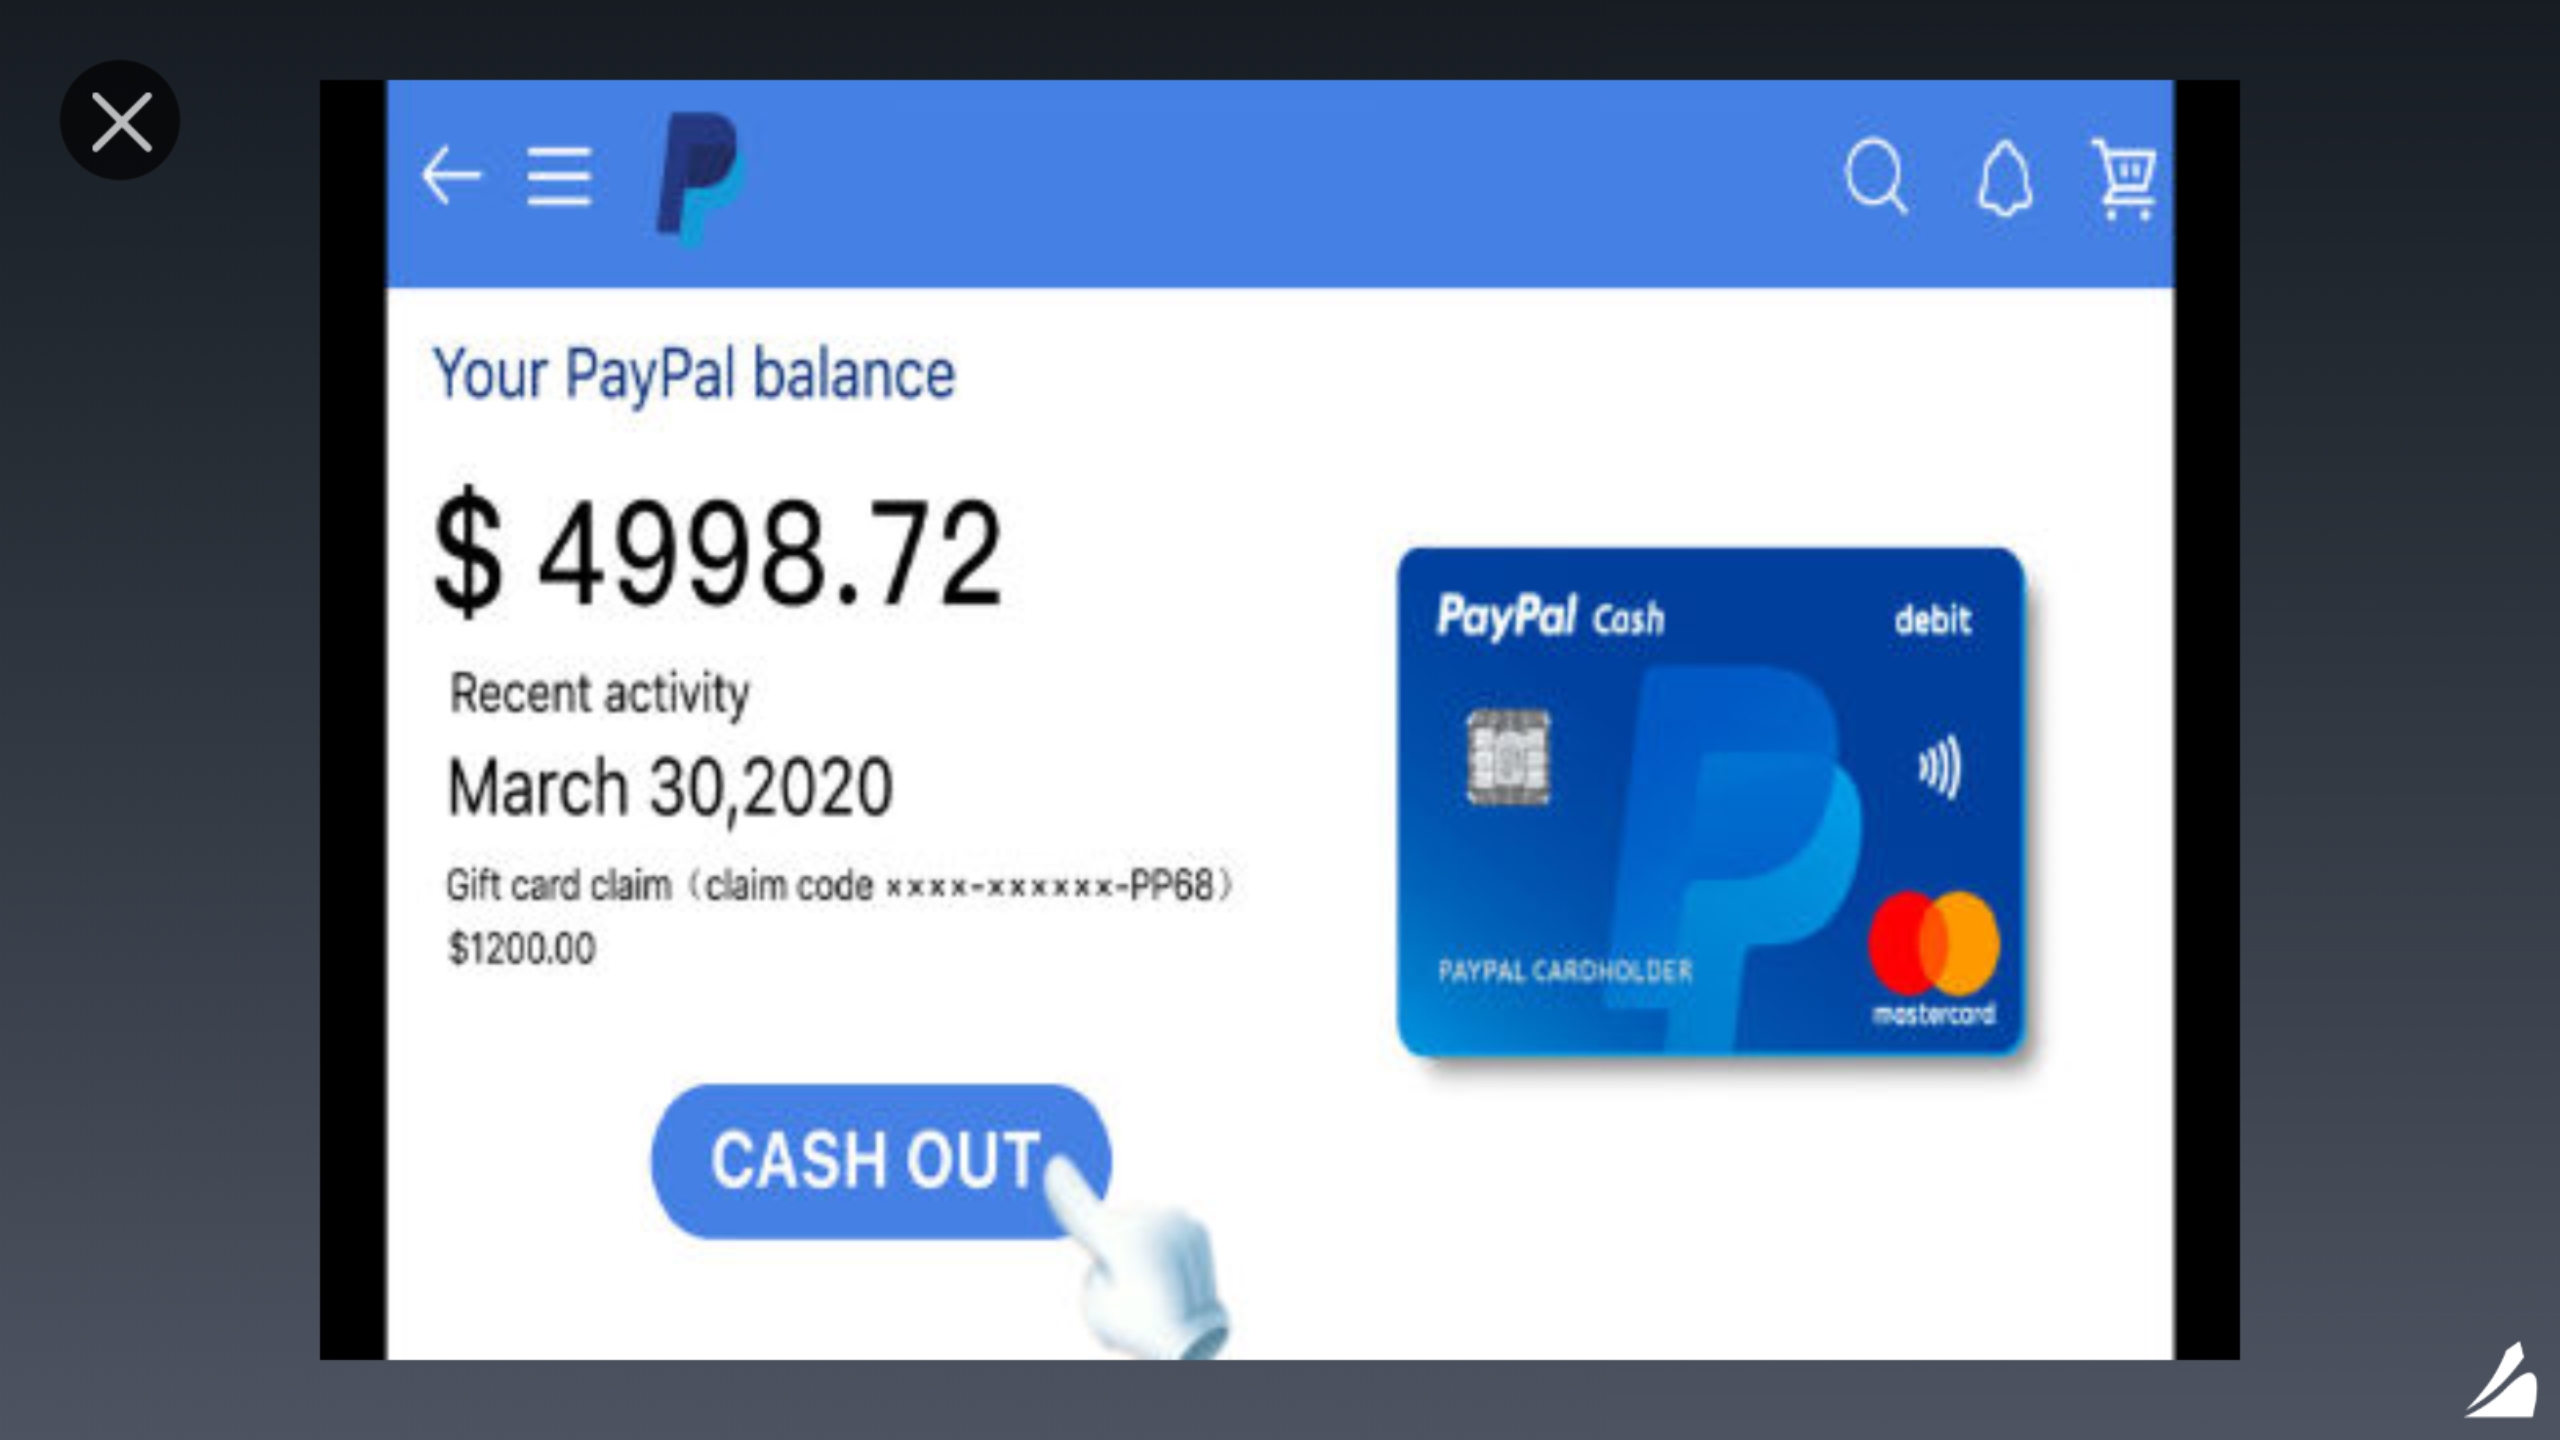 Your PayPal balance
$ 4998.72
Recent activity
March 30,2020
Gift card claim（claim code ××××-××××××-PP68）
$1200.00
CASH OUT
PayPal Cash debit
PAYPAL CARDHOLDER
mastercard